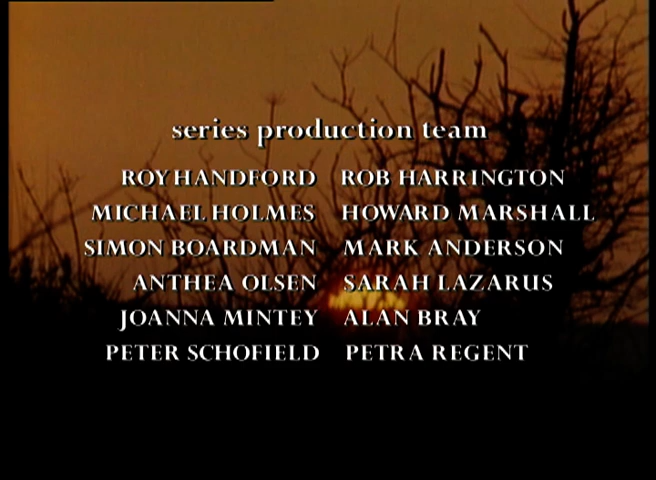 series production team
ROY HANDFORD ROB HARRINGTON
MICHAEL HOLMES HOWARD MARSHALL
SIMON BOARDMAN MARK ANDERSON
ANTHEA OLSEN SARAH LAZARUS
JOANNA MINTEY ALAN BRAY
PETER SCHOFIELD PETRA REGENT